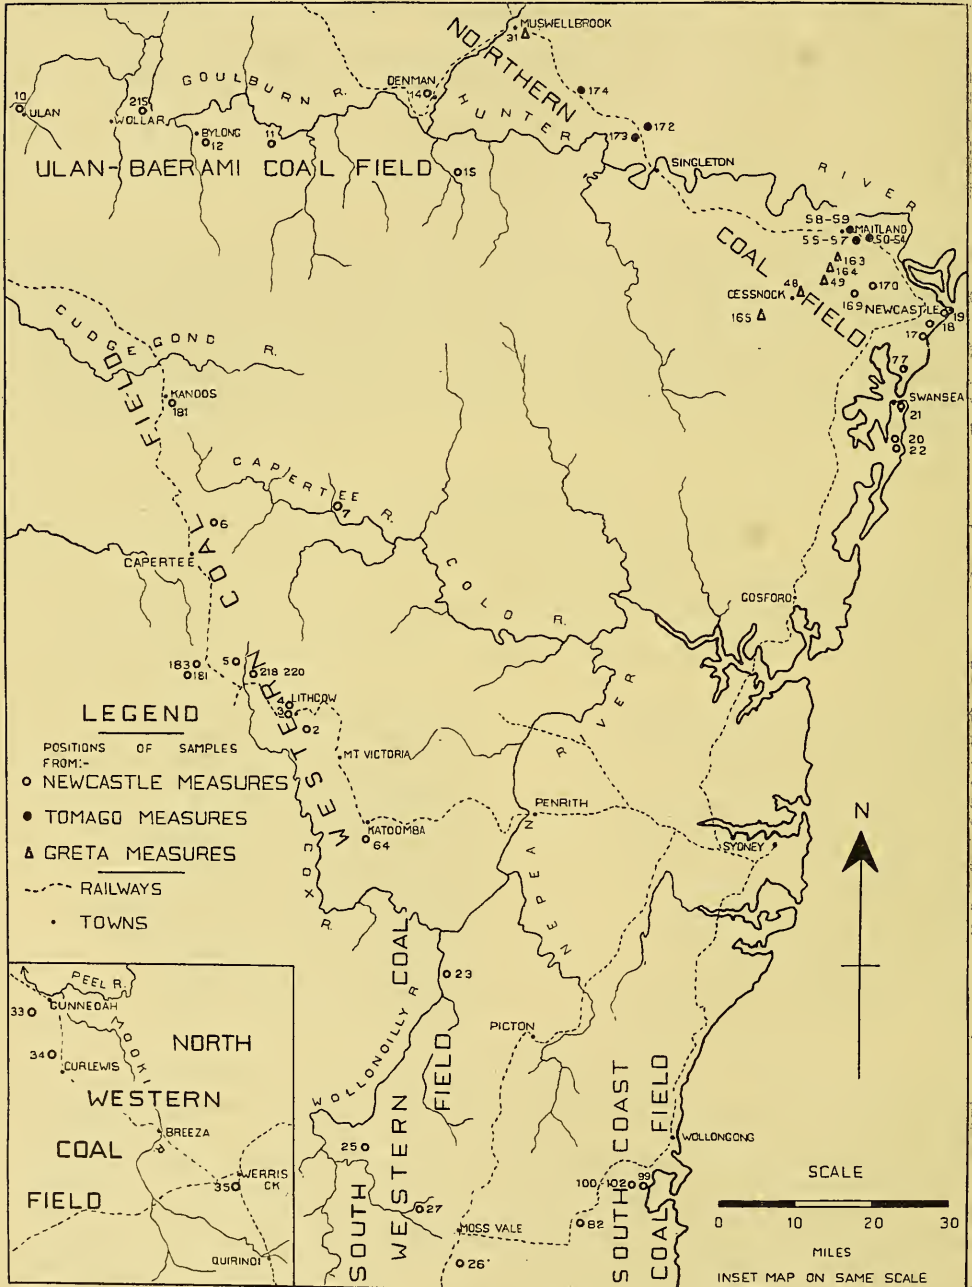 MUSWELLBROOK
31
NORTHERN
DENMAN
14
174
GOULBURN R.
HUNTER
10
ULAN
215
WOLLAR
BYLONG
12
11
172
173
ULAN-BAERAMI COAL FIELD
15
SINGLETON
RIVER
58-59
MAITLAND
55-57
50-54
COAL
FIELD
163
164
49
48
170
CESSNOCK
169
NEWCASTLE
19
18
17
165
CUDGEGOND R.
77
FIELD
KANDOS
181
SWANSEA
21
20
22
CAPERTEE R.
7
6
COAL
CAPERTEE
COLO R.
GOSFORD
183
181
5
218 220
WESTERN
4
LITHGOW
3
2
MT VICTORIA
RIVER
LEGEND
POSITIONS OF SAMPLES
FROM:-
NEWCASTLE MEASURES
TOMAGO MEASURES
GRETA MEASURES
RAILWAYS
TOWNS
PENRITH
N
KATOOMBA
64
SYDNEY
COX
R.
NEPEAN
NEPEAN
COAL
23
PEEL R.
33
GUNNEDAH
MOOKI
R
34
CURLEWIS
NORTH
WESTERN
COAL
FIELD
BREEZA
WERRIS
CK
35
QUIRINDI
WOLLONDILLY R
FIELD
PICTON
SOUTH COAST
FIELD
WOLLONGONG
25
WESTERN
SOUTH
27
100,102
99
82
COAL
MOSS VALE
26
SCALE
0 10 20 30
MILES
INSET MAP ON SAME SCALE